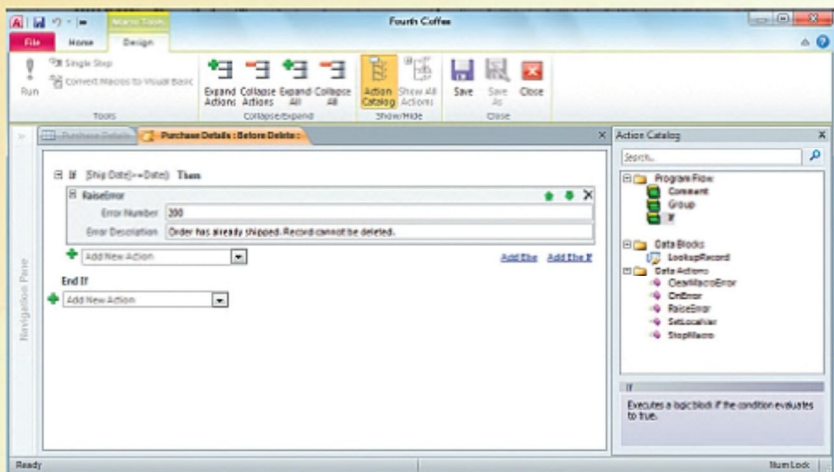 Macro Tools
Fourth Coffee
File Home Design
Run
Single Step
Convert Macros to Visual Basic
Tools
Expand Actions
Collapse Actions
Expand All
Collapse All
Collapse/Expand
Action Catalog
Show All Actions
Show/Hide
Save
Save As
Close
Close
Purchase Details
Purchase Details : Before Delete :
If [Ship Date]>=Date() Then
RaiseError
Error Number 300
Error Description Order has already shipped. Record cannot be deleted.
Add New Action
Add Else Add Else If
End If
Add New Action
Navigation Pane
Action Catalog
Search...
Program Flow
Comment
Group
If
Data Blocks
LookupRecord
Data Actions
ClearMacroError
OnError
RaiseError
SetLocalVar
StopMacro
If
Executes a logic block if the condition evaluates
to true.
Ready
Num Lock